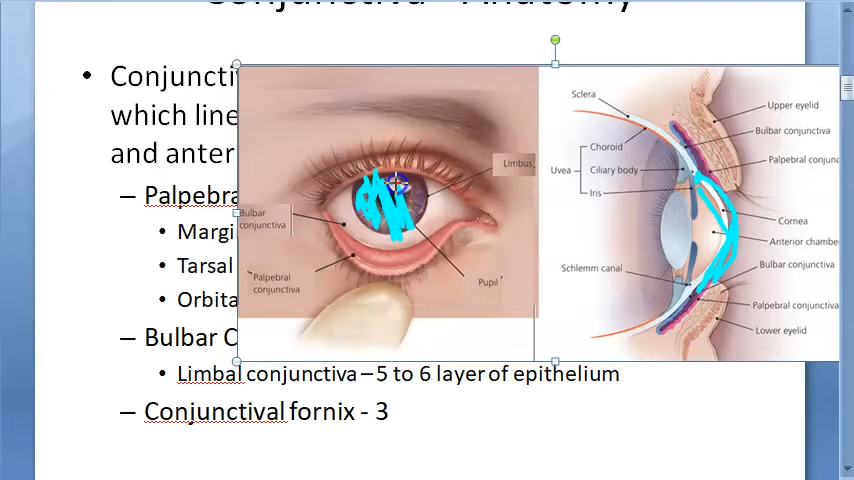 Conjunctiva - Anatomy
• Conjuncti
which line
and anter
– Palpebra
• Margi
• Tarsal
• Orbita
– Bulbar C
• Limbal conjunctiva – 5 to 6 layer of epithelium
– Conjunctival fornix - 3
Limbus
Bulbar
conjunctiva
Palpebral
conjunctiva
Pupil
Sclera
Choroid
Uvea
Ciliary body
Iris
Schlemm canal
Upper eyelid
Bulbar conjunctiva
Palpebral conjunc
Cornea
Anterior chambe
Bulbar conjunctiva
Palpebral conjunctiva
Lower eyelid